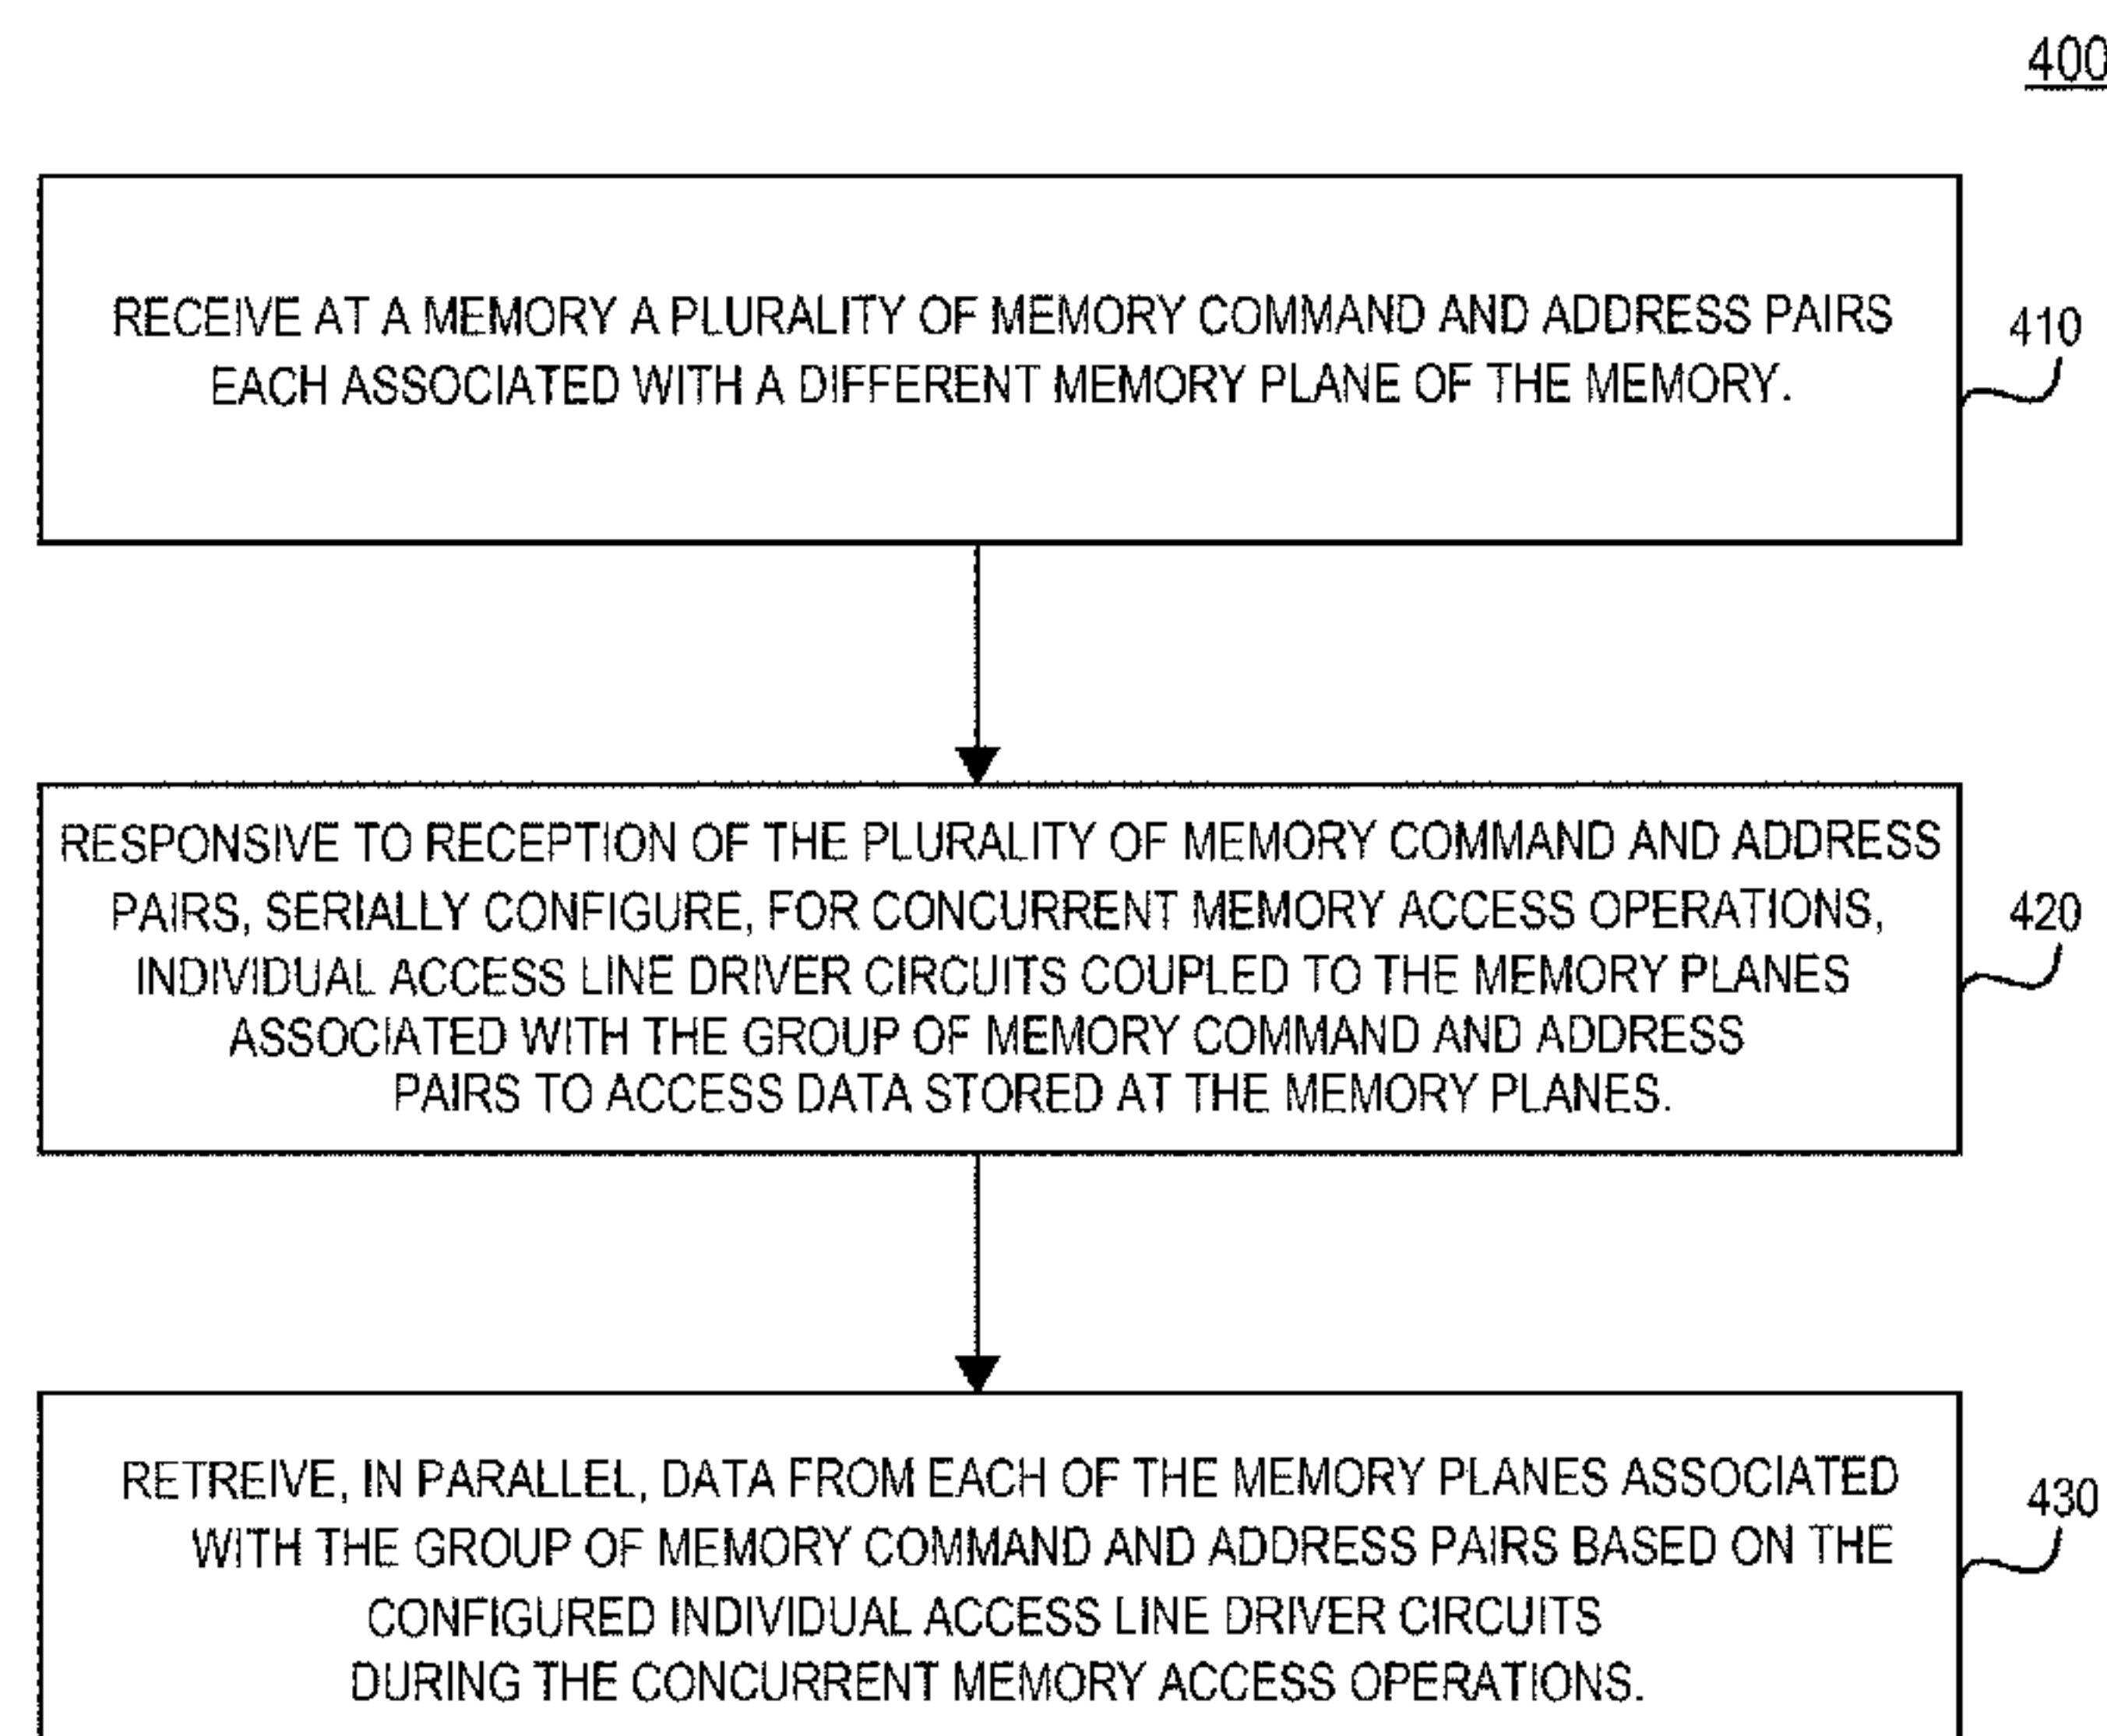 400
RECEIVE AT A MEMORY A PLURALITY OF MEMORY COMMAND AND ADDRESS PAIRS
EACH ASSOCIATED WITH A DIFFERENT MEMORY PLANE OF THE MEMORY.
410
RESPONSIVE TO RECEPTION OF THE PLURALITY OF MEMORY COMMAND AND ADDRESS
PAIRS, SERIALLY CONFIGURE, FOR CONCURRENT MEMORY ACCESS OPERATIONS,
INDIVIDUAL ACCESS LINE DRIVER CIRCUITS COUPLED TO THE MEMORY PLANES
ASSOCIATED WITH THE GROUP OF MEMORY COMMAND AND ADDRESS
PAIRS TO ACCESS DATA STORED AT THE MEMORY PLANES.
420
RETREIVE, IN PARALLEL, DATA FROM EACH OF THE MEMORY PLANES ASSOCIATED
WITH THE GROUP OF MEMORY COMMAND AND ADDRESS PAIRS BASED ON THE
CONFIGURED INDIVIDUAL ACCESS LINE DRIVER CIRCUITS
DURING THE CONCURRENT MEMORY ACCESS OPERATIONS.
430